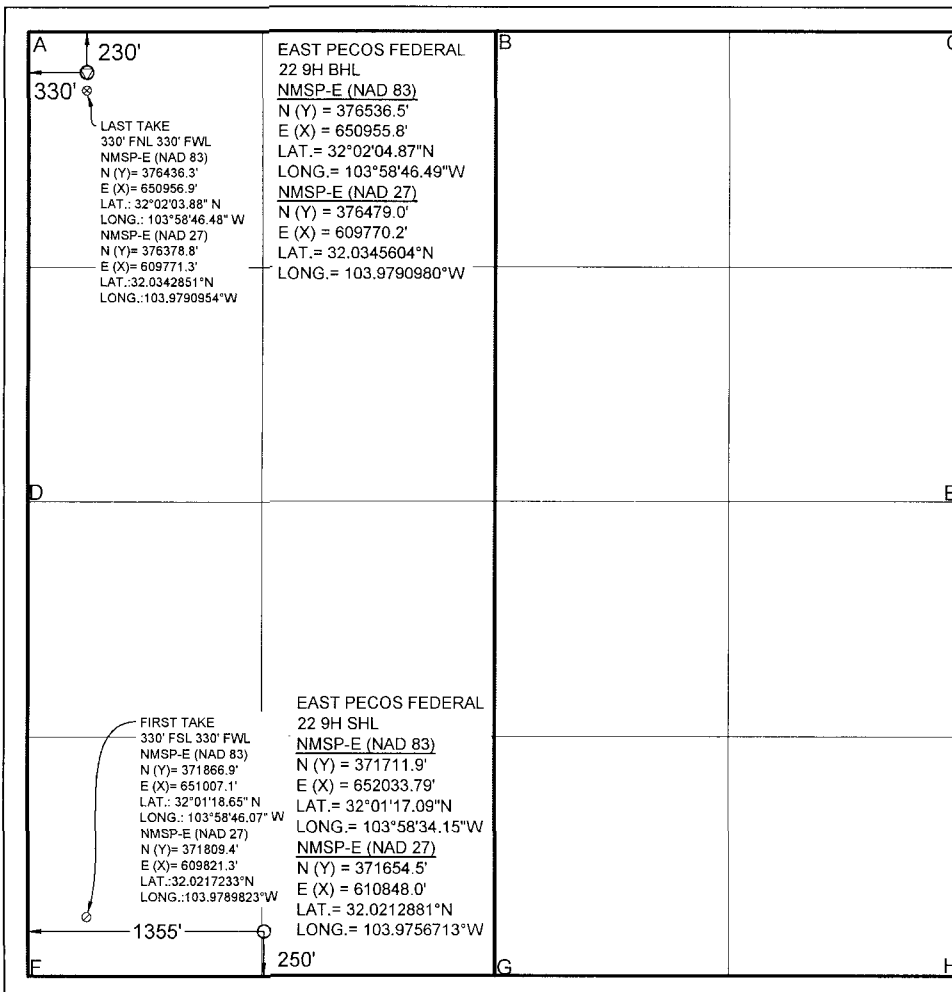 A
230'
330'
EAST PECOS FEDERAL
22 9H BHL
NMSP-E (NAD 83)
N (Y) = 376536.5'
E (X) = 650955.8'
LAT.= 32°02'04.87"N
LONG.= 103°58'46.49"W
NMSP-E (NAD 27)
N (Y) = 376479.0'
E (X) = 609770.2'
LAT.= 32.0345604°N
LONG.= 103.9790980°W
B
LAST TAKE
330' FNL 330' FWL
NMSP-E (NAD 83)
N (Y)= 376436.3'
E (X)= 650956.9'
LAT.: 32°02'03.88" N
LONG.: 103°58'46.48" W
NMSP-E (NAD 27)
N (Y)= 376378.8'
E (X)= 609771.3'
LAT.:32.0342851°N
LONG.:103.9790954°W
D
E
FIRST TAKE
330' FSL 330' FWL
NMSP-E (NAD 83)
N (Y)= 371866.9'
E (X)= 651007.1'
LAT.: 32°01'18.65" N
LONG.: 103°58'46.07" W
NMSP-E (NAD 27)
N (Y)= 371809.4'
E (X)= 609821.3'
LAT.:32.0217233°N
LONG.:103.9789823°W
EAST PECOS FEDERAL
22 9H SHL
NMSP-E (NAD 83)
N (Y) = 371711.9'
E (X) = 652033.79'
LAT.= 32°01'17.09"N
LONG.= 103°58'34.15"W
NMSP-E (NAD 27)
N (Y) = 371654.5'
E (X) = 610848.0'
LAT.= 32.0212881°N
LONG.= 103.9756713°W
1355'
250'
F
G
H